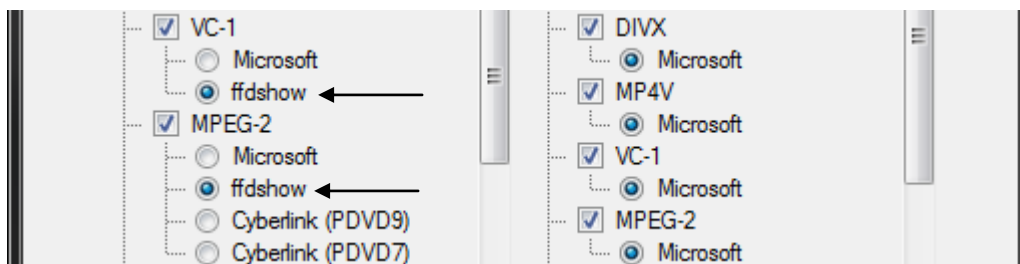 VC-1
Microsoft
ffdshow
MPEG-2
Microsoft
ffdshow
Cyberlink (PDVD9)
Cyberlink (PDVD7)
DIVX
Microsoft
MP4V
Microsoft
VC-1
Microsoft
MPEG-2
Microsoft